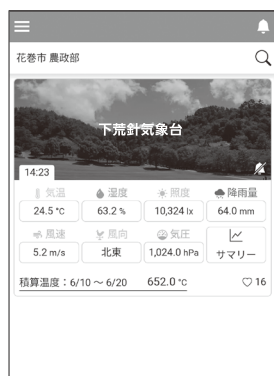 花巻市 農政部
下荒針気象台
14:23
気温 湿度 照度 降雨量
24.5 °C 63.2 % 10,324 lx 64.0 mm
風速 風向 気圧
5.2 m/s 北東 1,024.0 hPa サマリー
積算温度：6/10 ～ 6/20 652.0 °C 16